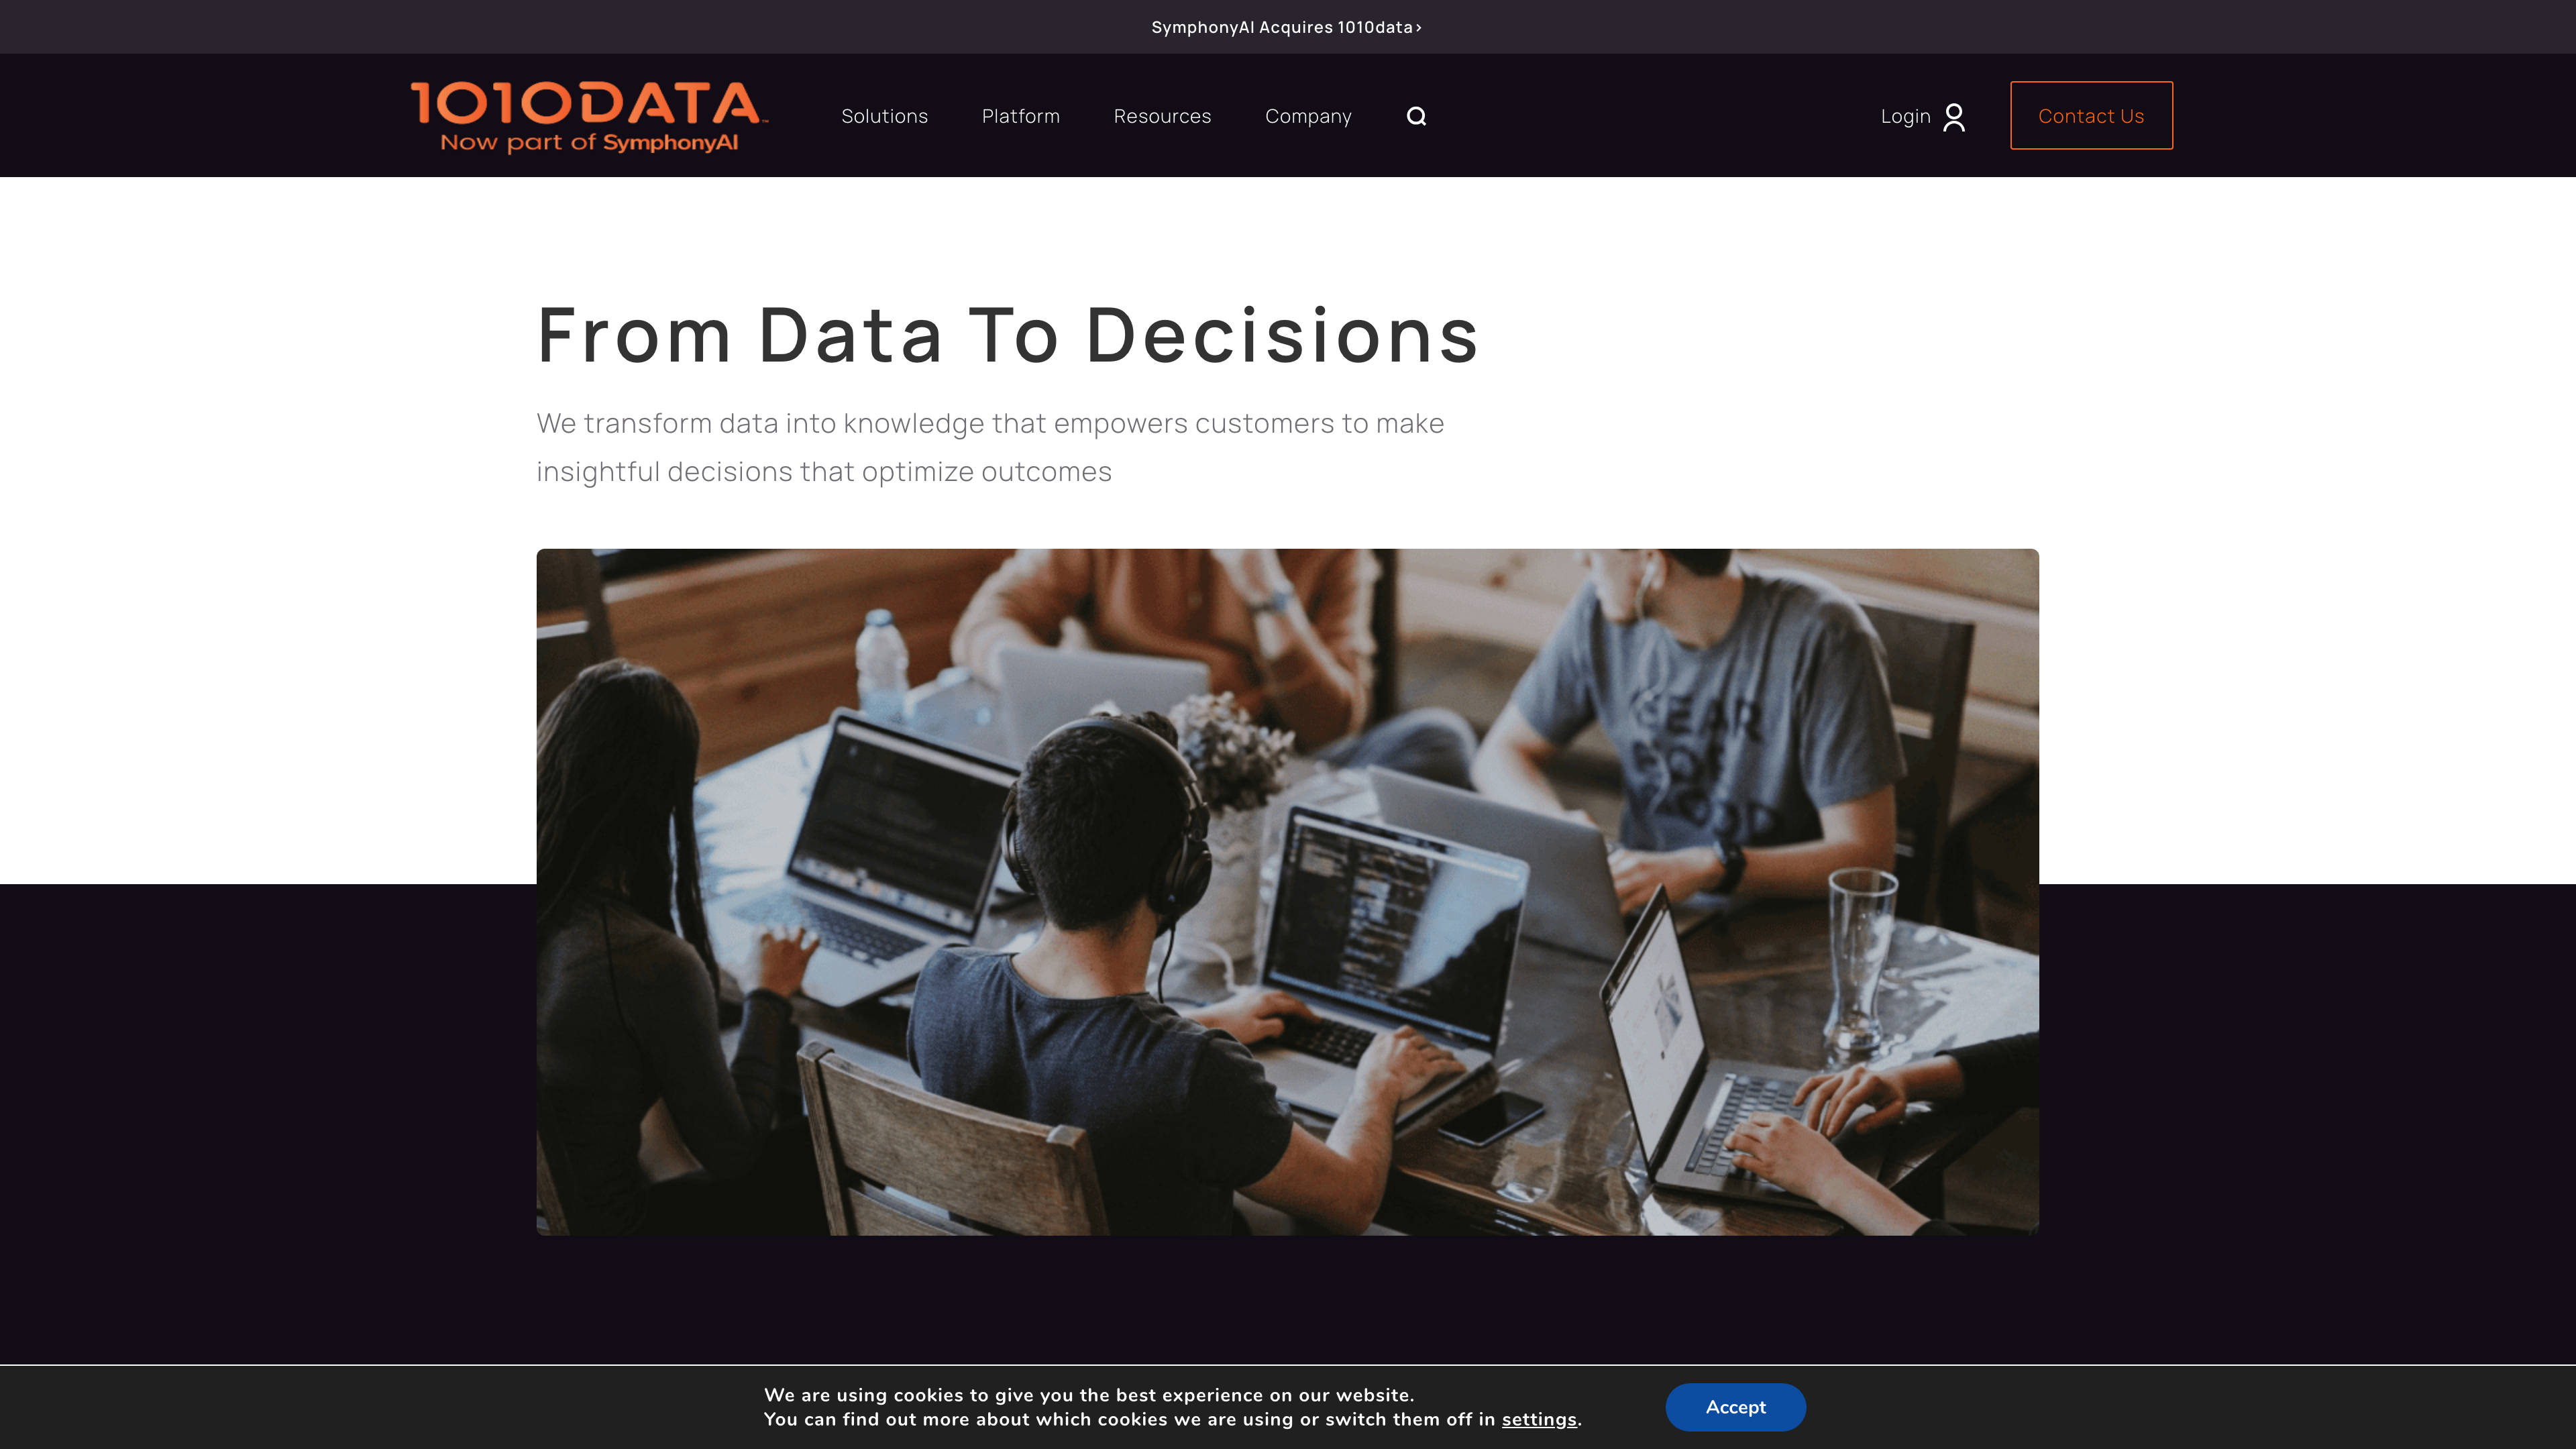 SymphonyAI Acquires 1010data›
1010DATA™
Now part of SymphonyAI
Solutions
Platform
Resources
Company
Login
Contact Us
From Data To Decisions
We transform data into knowledge that empowers customers to make
insightful decisions that optimize outcomes
We are using cookies to give you the best experience on our website.
You can find out more about which cookies we are using or switch them off in settings.
Accept